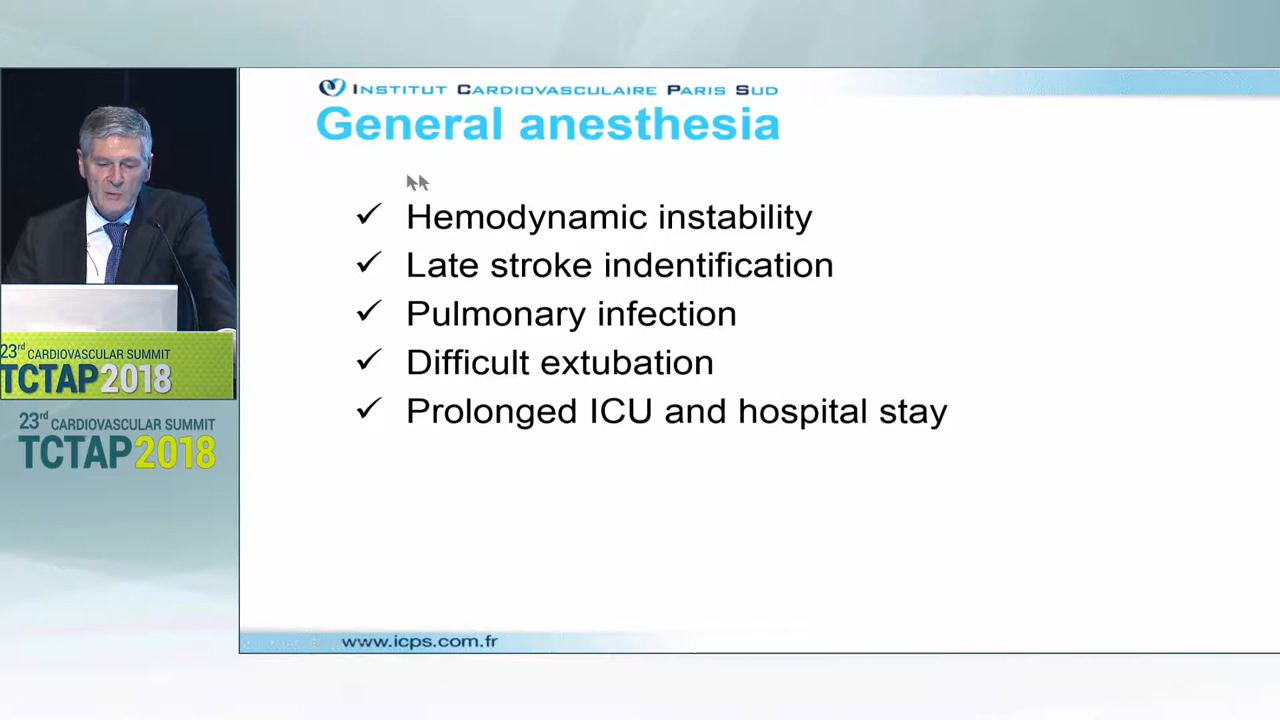 INSTITUT CARDIOVASCULAIRE PARIS SUD
General anesthesia
✓ Hemodynamic instability
✓ Late stroke indentification
✓ Pulmonary infection
✓ Difficult extubation
✓ Prolonged ICU and hospital stay
www.icps.com.fr
23rd CARDIOVASCULAR SUMMIT
TCTAP2018
23rd CARDIOVASCULAR SUMMIT
TCTAP2018